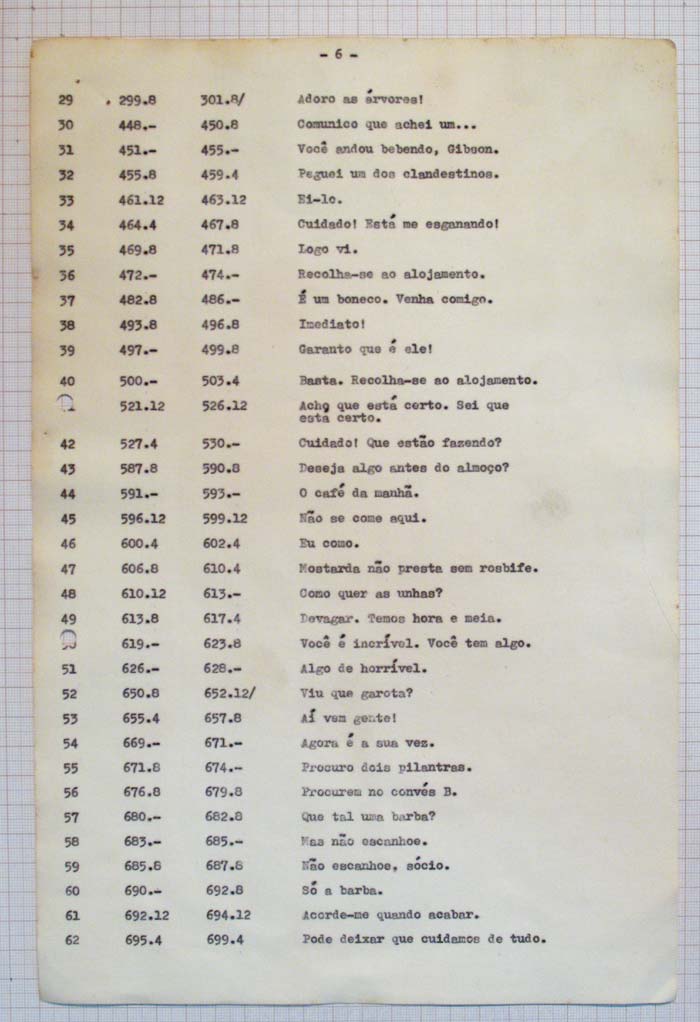 - 6 -
29 299.8 301.8/ Adoro as árvores!
30 448.- 450.8 Comunico que achei um...
31 451.- 455.- Você andou bebendo, Gibson.
32 455.8 459.4 Peguei um dos clandestinos.
33 461.12 463.12 Ei-lo.
34 464.4 467.8 Cuidado! Está me esganando!
35 469.8 471.8 Logo vi.
36 472.- 474.- Recolha-se ao alojamento.
37 482.8 486.- É um boneco. Venha comigo.
38 493.8 496.8 Imediato!
39 497.- 499.8 Garanto que é ele!
40 500.- 503.4 Basta. Recolha-se ao alojamento.
521.12 526.12 Acho que está certo. Sei que
esta certo.
42 527.4 530.- Cuidado! Que estão fazendo?
43 587.8 590.8 Deseja algo antes do almoço?
44 591.- 593.- O café da manhã.
45 596.12 599.12 Não se come aqui.
46 600.4 602.4 Eu como.
47 606.8 610.4 Mostarda não presta sem rosbife.
48 610.12 613.- Como quer as unhas?
49 613.8 617.4 Devagar. Temos hora e meia.
619.- 623.8 Você é incrível. Você tem algo.
51 626.- 628.- Algo de horrível.
52 650.8 652.12/ Viu que garota?
53 655.4 657.8 Aí vem gente!
54 669.- 671.- Agora é a sua vez.
55 671.8 674.- Procuro dois pilantras.
56 676.8 679.8 Procurem no convés B.
57 680.- 682.8 Que tal uma barba?
58 683.- 685.- Mas não escanhoe.
59 685.8 687.8 Não escanhoe, sócio.
60 690.- 692.8 Só a barba.
61 692.12 694.12 Acorde-me quando acabar.
62 695.4 699.4 Pode deixar que cuidamos de tudo.